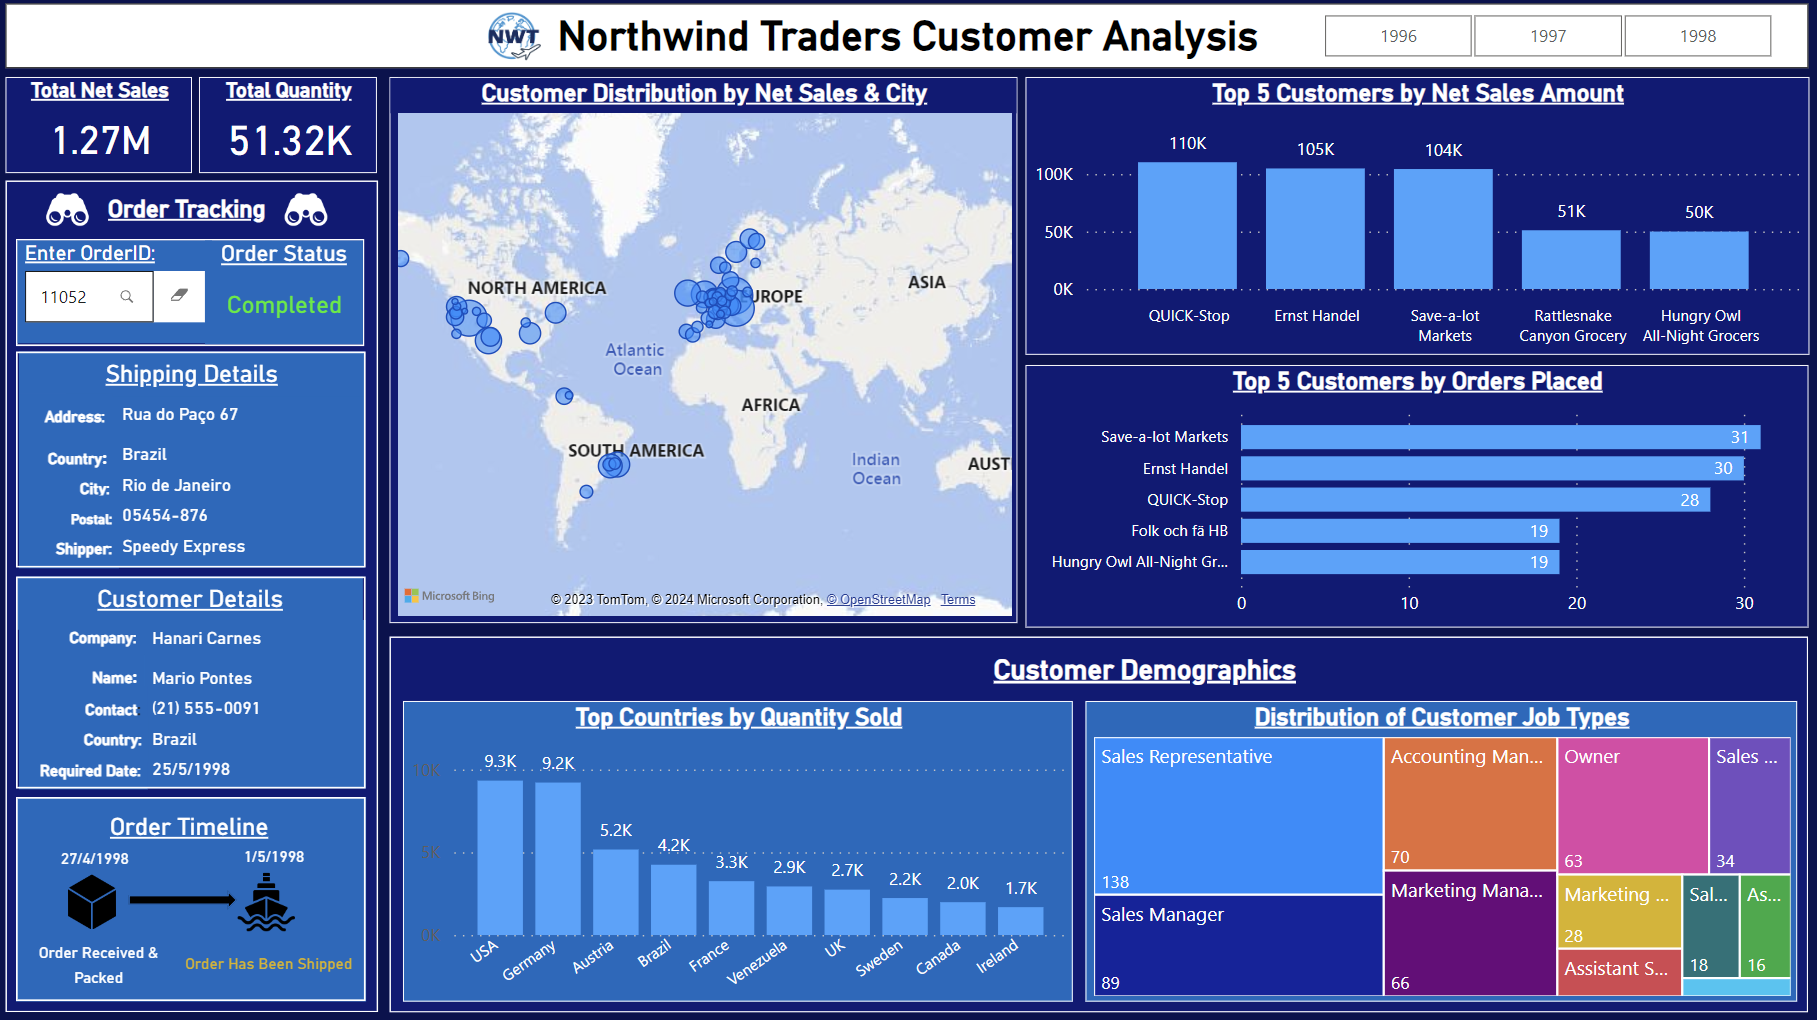 NWT
Northwind Traders Customer Analysis
1996
1997
1998
Total Net Sales
1.27M
Total Quantity
51.32K
Order Tracking
Enter OrderID:
11052
Order Status
Completed
Shipping Details
Address: Rua do Paço 67
Country: Brazil
City: Rio de Janeiro
Postal: 05454-876
Shipper: Speedy Express
Customer Details
Company: Hanari Carnes
Name: Mario Pontes
Contact (21) 555-0091
Country: Brazil
Required Date: 25/5/1998
Order Timeline
27/4/1998
1/5/1998
Order Received &
Packed
Order Has Been Shipped
Customer Distribution by Net Sales & City
NORTH AMERICA
UROPE
ASIA
Atlantic
Ocean
AFRICA
SOUTH AMERICA
Indian
Ocean
AUST
Microsoft Bing
© 2023 TomTom, © 2024 Microsoft Corporation, © OpenStreetMap Terms
Top 5 Customers by Net Sales Amount
100K
50K
0K
110K
105K
104K
51K
50K
QUICK-Stop
Ernst Handel
Save-a-lot
Markets
Rattlesnake
Canyon Grocery
Hungry Owl
All-Night Grocers
Top 5 Customers by Orders Placed
Save-a-lot Markets 31
Ernst Handel 30
QUICK-Stop 28
Folk och fä HB 19
Hungry Owl All-Night Gr... 19
0
10
20
30
Customer Demographics
Top Countries by Quantity Sold
10K
5K
0K
9.3K
9.2K
5.2K
4.2K
3.3K
2.9K
2.7K
2.2K
2.0K
1.7K
USA
Germany
Austria
Brazil
France
Venezuela
UK
Sweden
Canada
Ireland
Distribution of Customer Job Types
Sales Representative
138
Sales Manager
89
Accounting Man...
70
Marketing Mana...
66
Owner
63
Sales ...
34
Marketing ...
28
Assistant S...
Sal...
18
As...
16